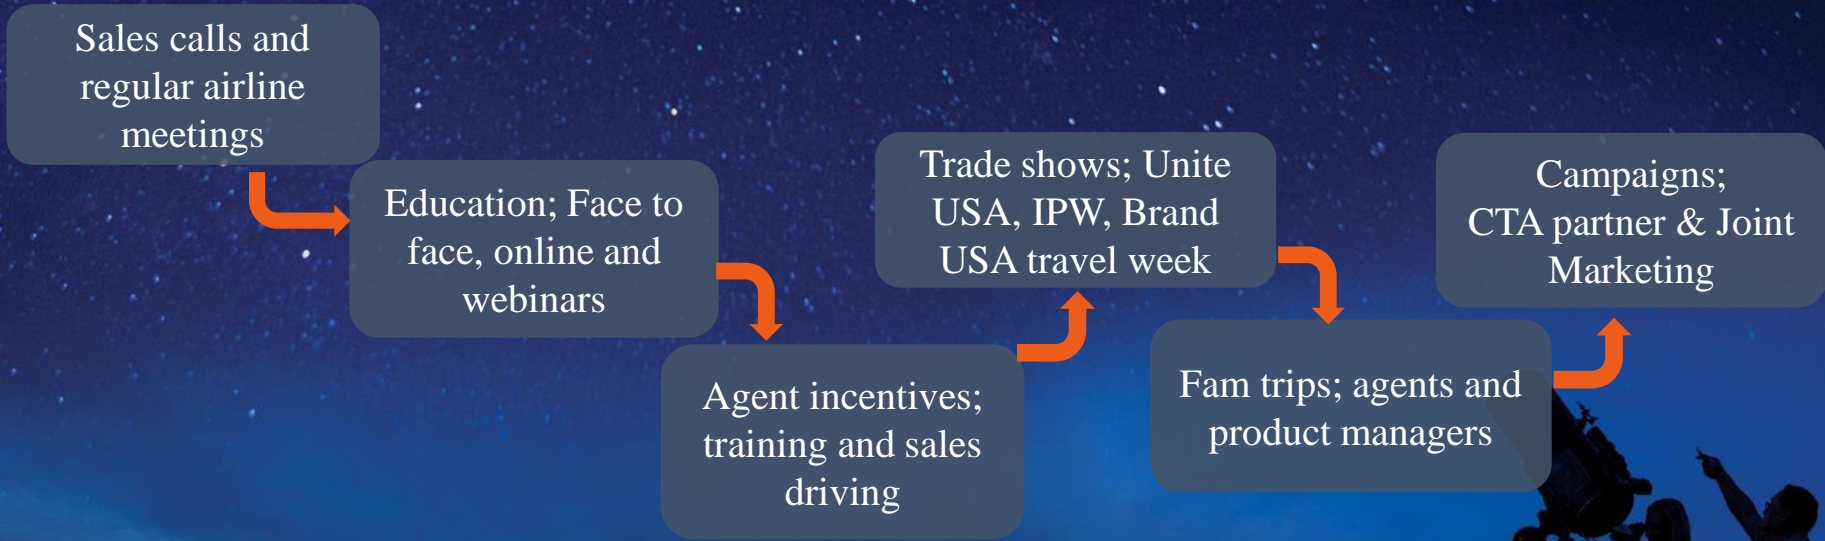 Sales calls and
regular airline
meetings
Education; Face to
face, online and
webinars
Agent incentives;
training and sales
driving
Trade shows; Unite
USA, IPW, Brand
USA travel week
Fam trips; agents and
product managers
Campaigns;
CTA partner & Joint
Marketing